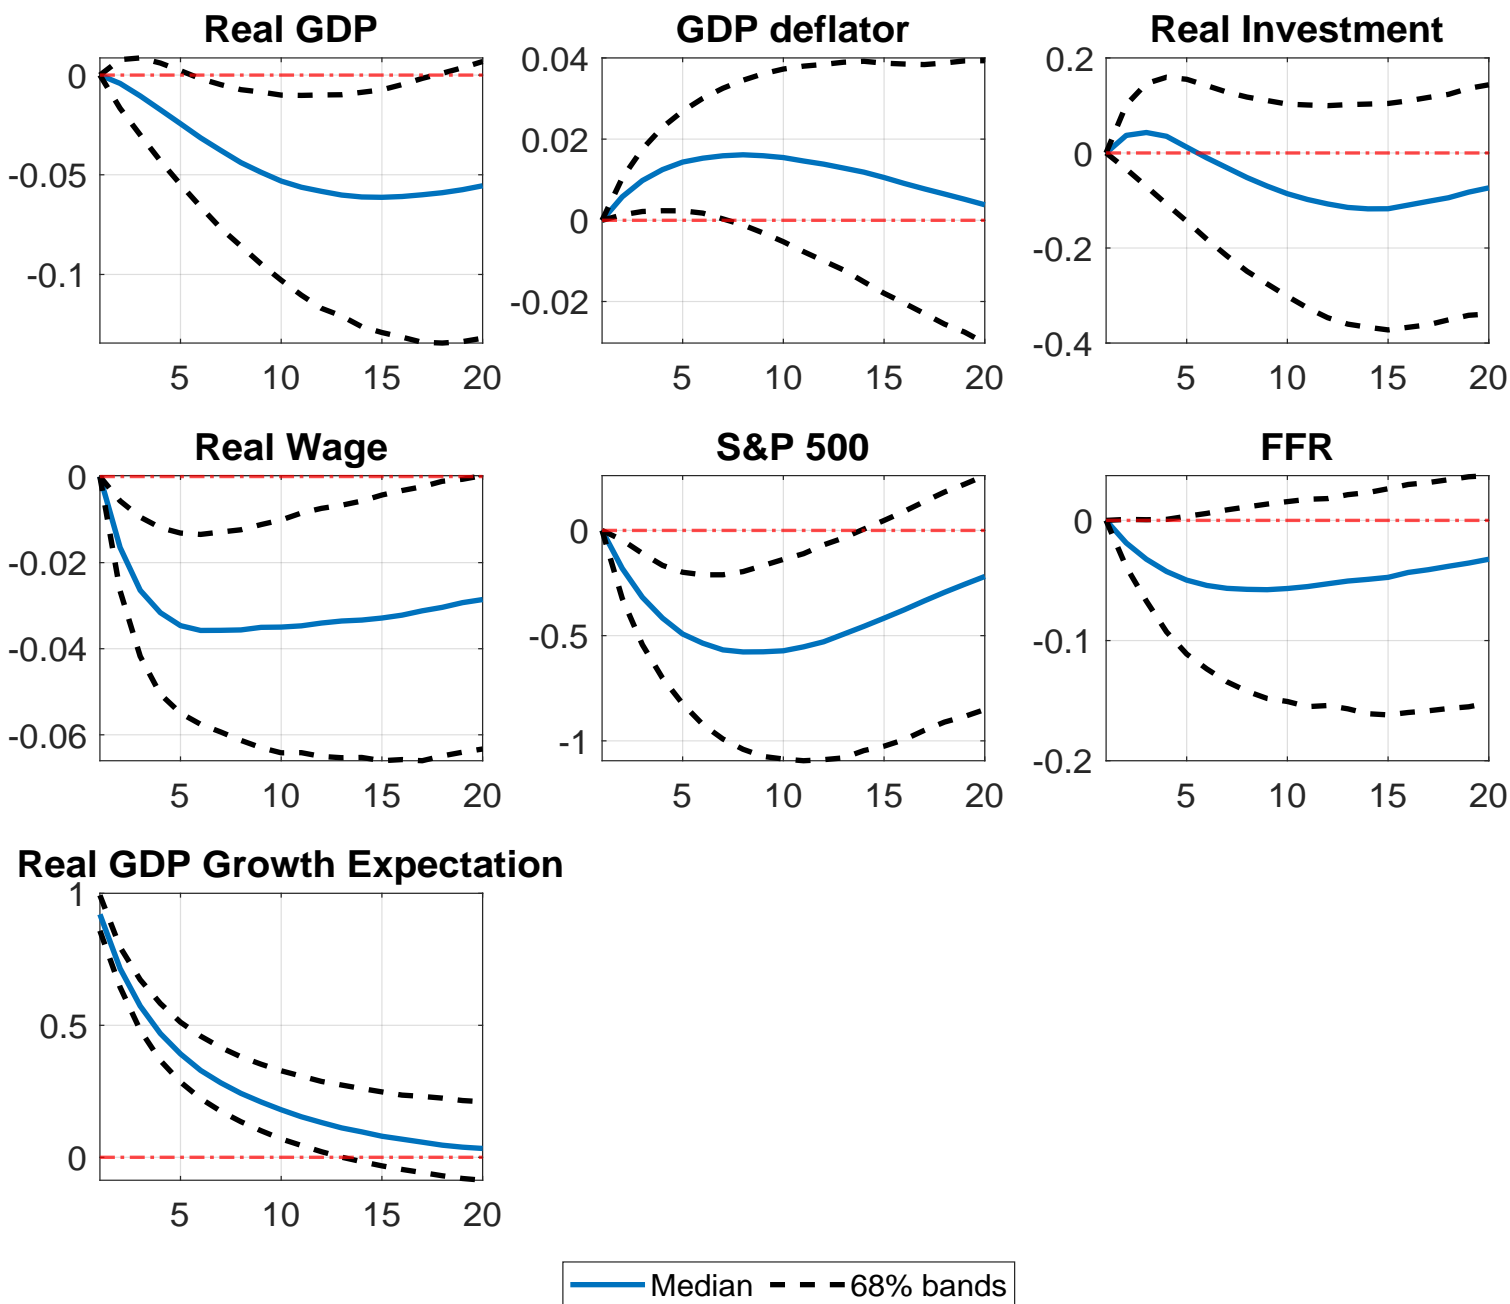 Real GDP
0
-0.05
-0.1
5 10 15 20
GDP deflator
0.04
0.02
0
-0.02
5 10 15 20
Real Investment
0.2
0
-0.2
-0.4
5 10 15 20
Real Wage
0
-0.02
-0.04
-0.06
5 10 15 20
S&P 500
0
-0.5
-1
5 10 15 20
FFR
0
-0.1
-0.2
5 10 15 20
Real GDP Growth Expectation
1
0.5
0
5 10 15 20
Median 68% bands